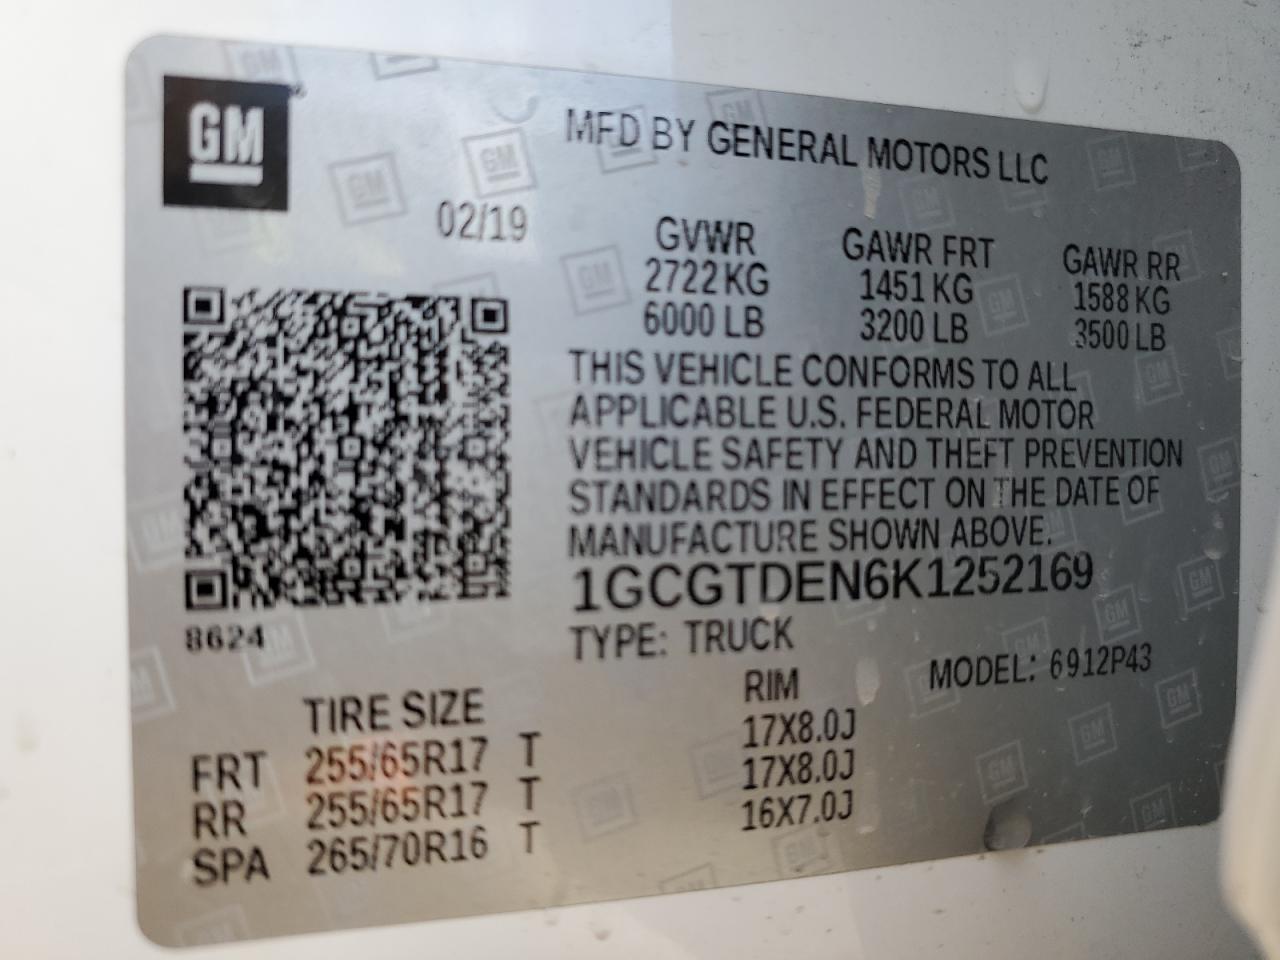 GM
MFD BY GENERAL MOTORS LLC
02/19
GVWR GAWR FRT GAWR RR
2722 KG 1451 KG 1588 KG
6000 LB 3200 LB 3500 LB
THIS VEHICLE CONFORMS TO ALL
APPLICABLE U.S. FEDERAL MOTOR
VEHICLE SAFETY AND THEFT PREVENTION
STANDARDS IN EFFECT ON THE DATE OF
MANUFACTURE SHOWN ABOVE.
1GCGTDEN6K1252169
8624
TYPE: TRUCK MODEL: 6912P43
TIRE SIZE RIM
FRT 255/65R17 T 17X8.0J
RR 255/65R17 T 17X8.0J
SPA 265/70R16 T 16X7.0J